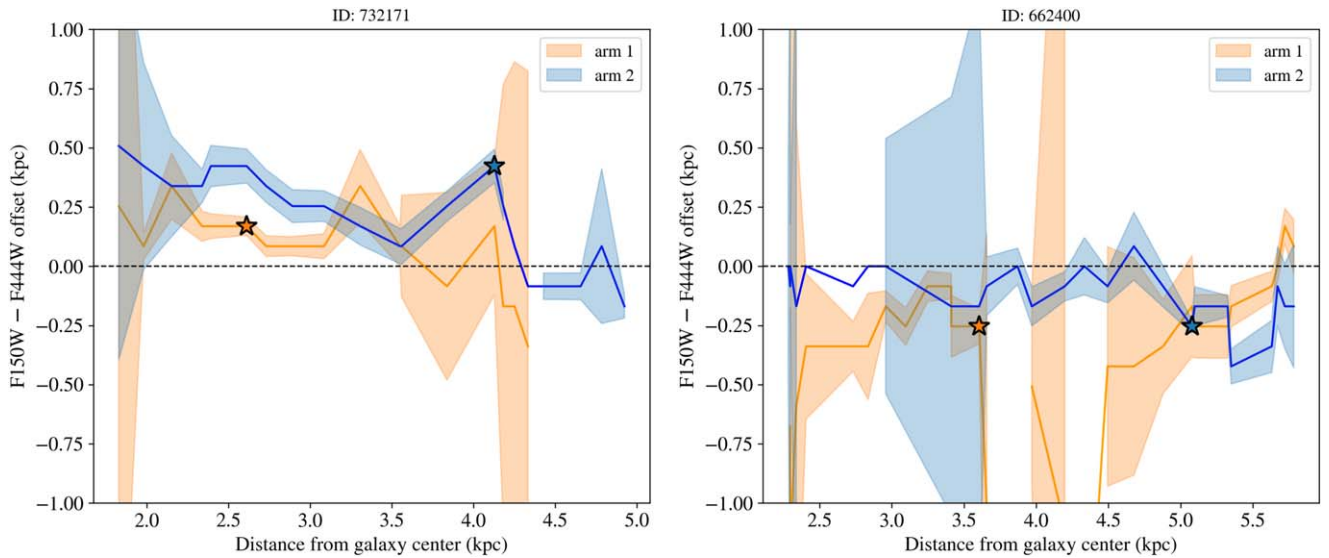 ID: 732171
1.00
0.75
0.50
0.25
0.00
−0.25
−0.50
−0.75
−1.00
F150W − F444W offset (kpc)
arm 1
arm 2
2.0 2.5 3.0 3.5 4.0 4.5 5.0
Distance from galaxy center (kpc)
ID: 662400
1.00
0.75
0.50
0.25
0.00
−0.25
−0.50
−0.75
−1.00
F150W − F444W offset (kpc)
arm 1
arm 2
2.5 3.0 3.5 4.0 4.5 5.0 5.5
Distance from galaxy center (kpc)